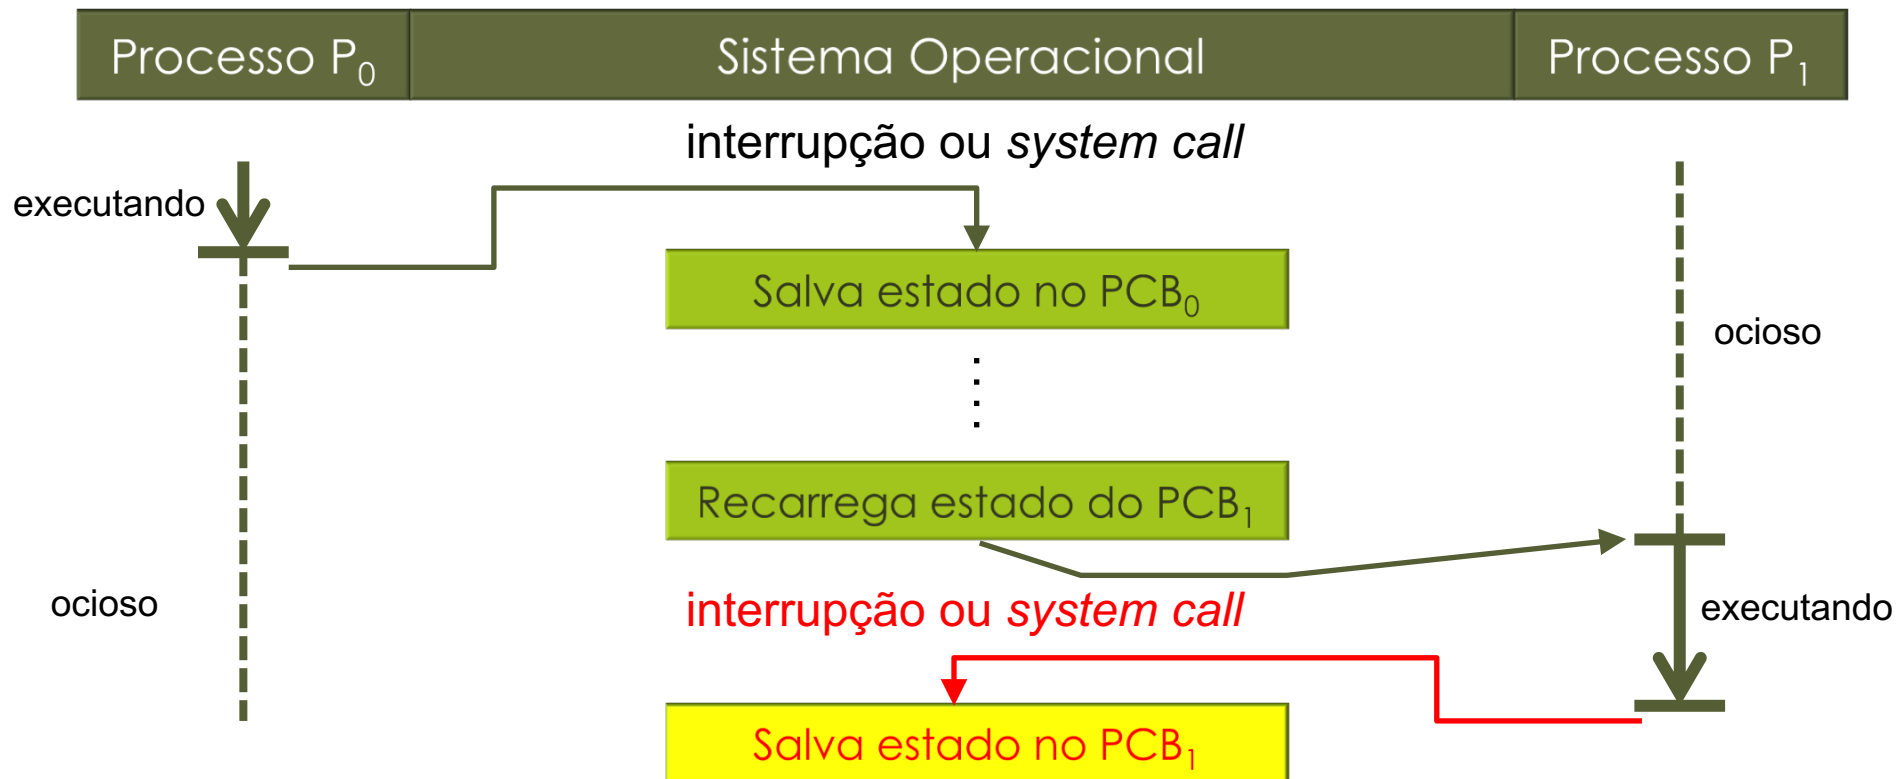 Processo P0 Sistema Operacional Processo P1
interrupção ou system call
executando
Salva estado no PCB0
ocioso
Recarrega estado do PCB1
ocioso
interrupção ou system call
executando
Salva estado no PCB1